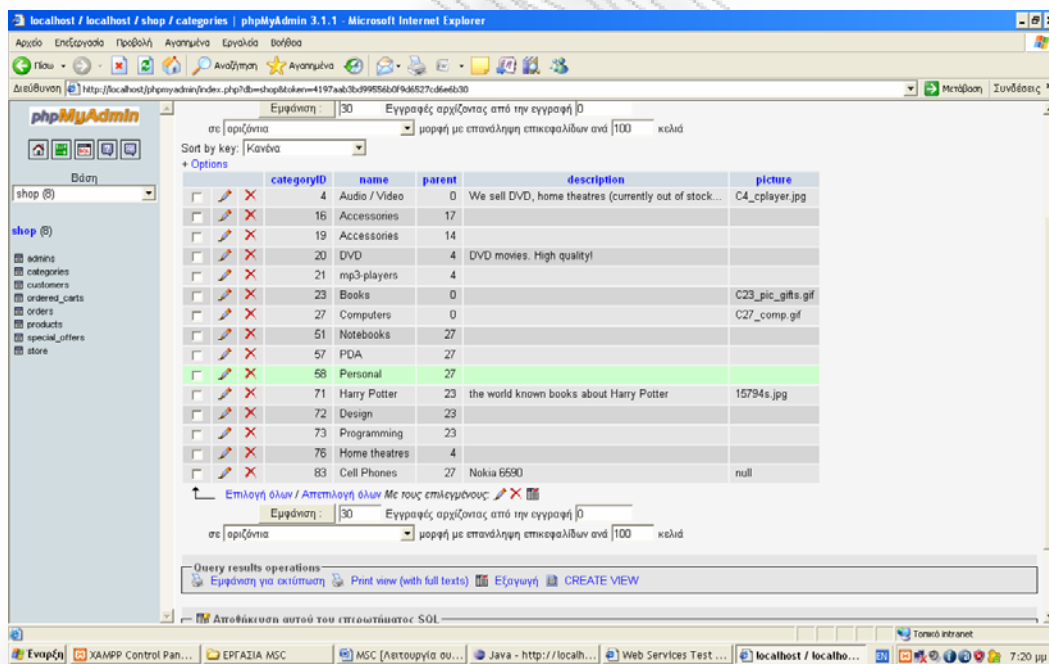 localhost / localhost / shop / categories | phpMyAdmin 3.1.1 - Microsoft Internet Explorer
Αρχείο Επεξεργασία Προβολή Αγαπημένα Εργαλεία Βοήθεια
Πίσω Αναζήτηση Αγαπημένα
Διεύθυνση http://localhost/phpmyadmin/index.php?db=shop&token=4197aab3bd99556b0f9d6527cd6e6b30 Μετάβαση Συνδέσεις
phpMyAdmin
Βάση
shop (8)
shop (8)
admins
categories
customers
ordered_carts
orders
products
special_offers
store
Εμφάνιση : 30 Εγγραφές αρχίζοντας από την εγγραφή 0
σε οριζόντια μορφή με επανάληψη επικεφαλίδων ανά 100 κελιά
Sort by key: Κανένα
+ Options
categoryID name parent description picture
4 Audio / Video 0 We sell DVD, home theatres (currently out of stock... C4_cplayer.jpg
16 Accessories 17
19 Accessories 14
20 DVD 4 DVD movies. High quality!
21 mp3-players 4
23 Books 0 C23_pic_gifts.gif
27 Computers 0 C27_comp.gif
51 Notebooks 27
57 PDA 27
58 Personal 27
71 Harry Potter 23 the world known books about Harry Potter 15794s.jpg
72 Design 23
73 Programming 23
76 Home theatres 4
83 Cell Phones 27 Nokia 6590 null
Επιλογή όλων / Απεπιλογή όλων Με τους επιλεγμένους:
Εμφάνιση : 30 Εγγραφές αρχίζοντας από την εγγραφή 0
σε οριζόντια μορφή με επανάληψη επικεφαλίδων ανά 100 κελιά
Query results operations
Εμφάνιση για εκτύπωση Print view (with full texts) Εξαγωγή CREATE VIEW
Αποθήκευση αυτού του ερωτήματος SQL
Τοπικό intranet
Έναρξη XAMPP Control Pan... ΕΡΓΑΣΙΑ MSC MSC [Λειτουργία συ... Java - http://localh... Web Services Test ... localhost / localho... EN 7:20 μμ